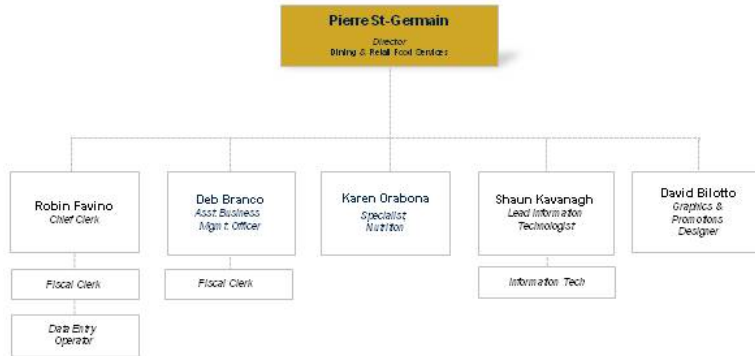 Pierre St-Germain
Director
Dining & Retail Food Services
Robin Favino
Chief Clerk
Deb Branco
Asst. Business
Mgmt. Officer
Karen Orabona
Specialist,
Nutrition
Shaun Kavanagh
Lead Information
Technologist
David Bilotto
Graphics &
Promotions
Designer
Fiscal Clerk
Fiscal Clerk
Information Tech
Data Entry
Operator